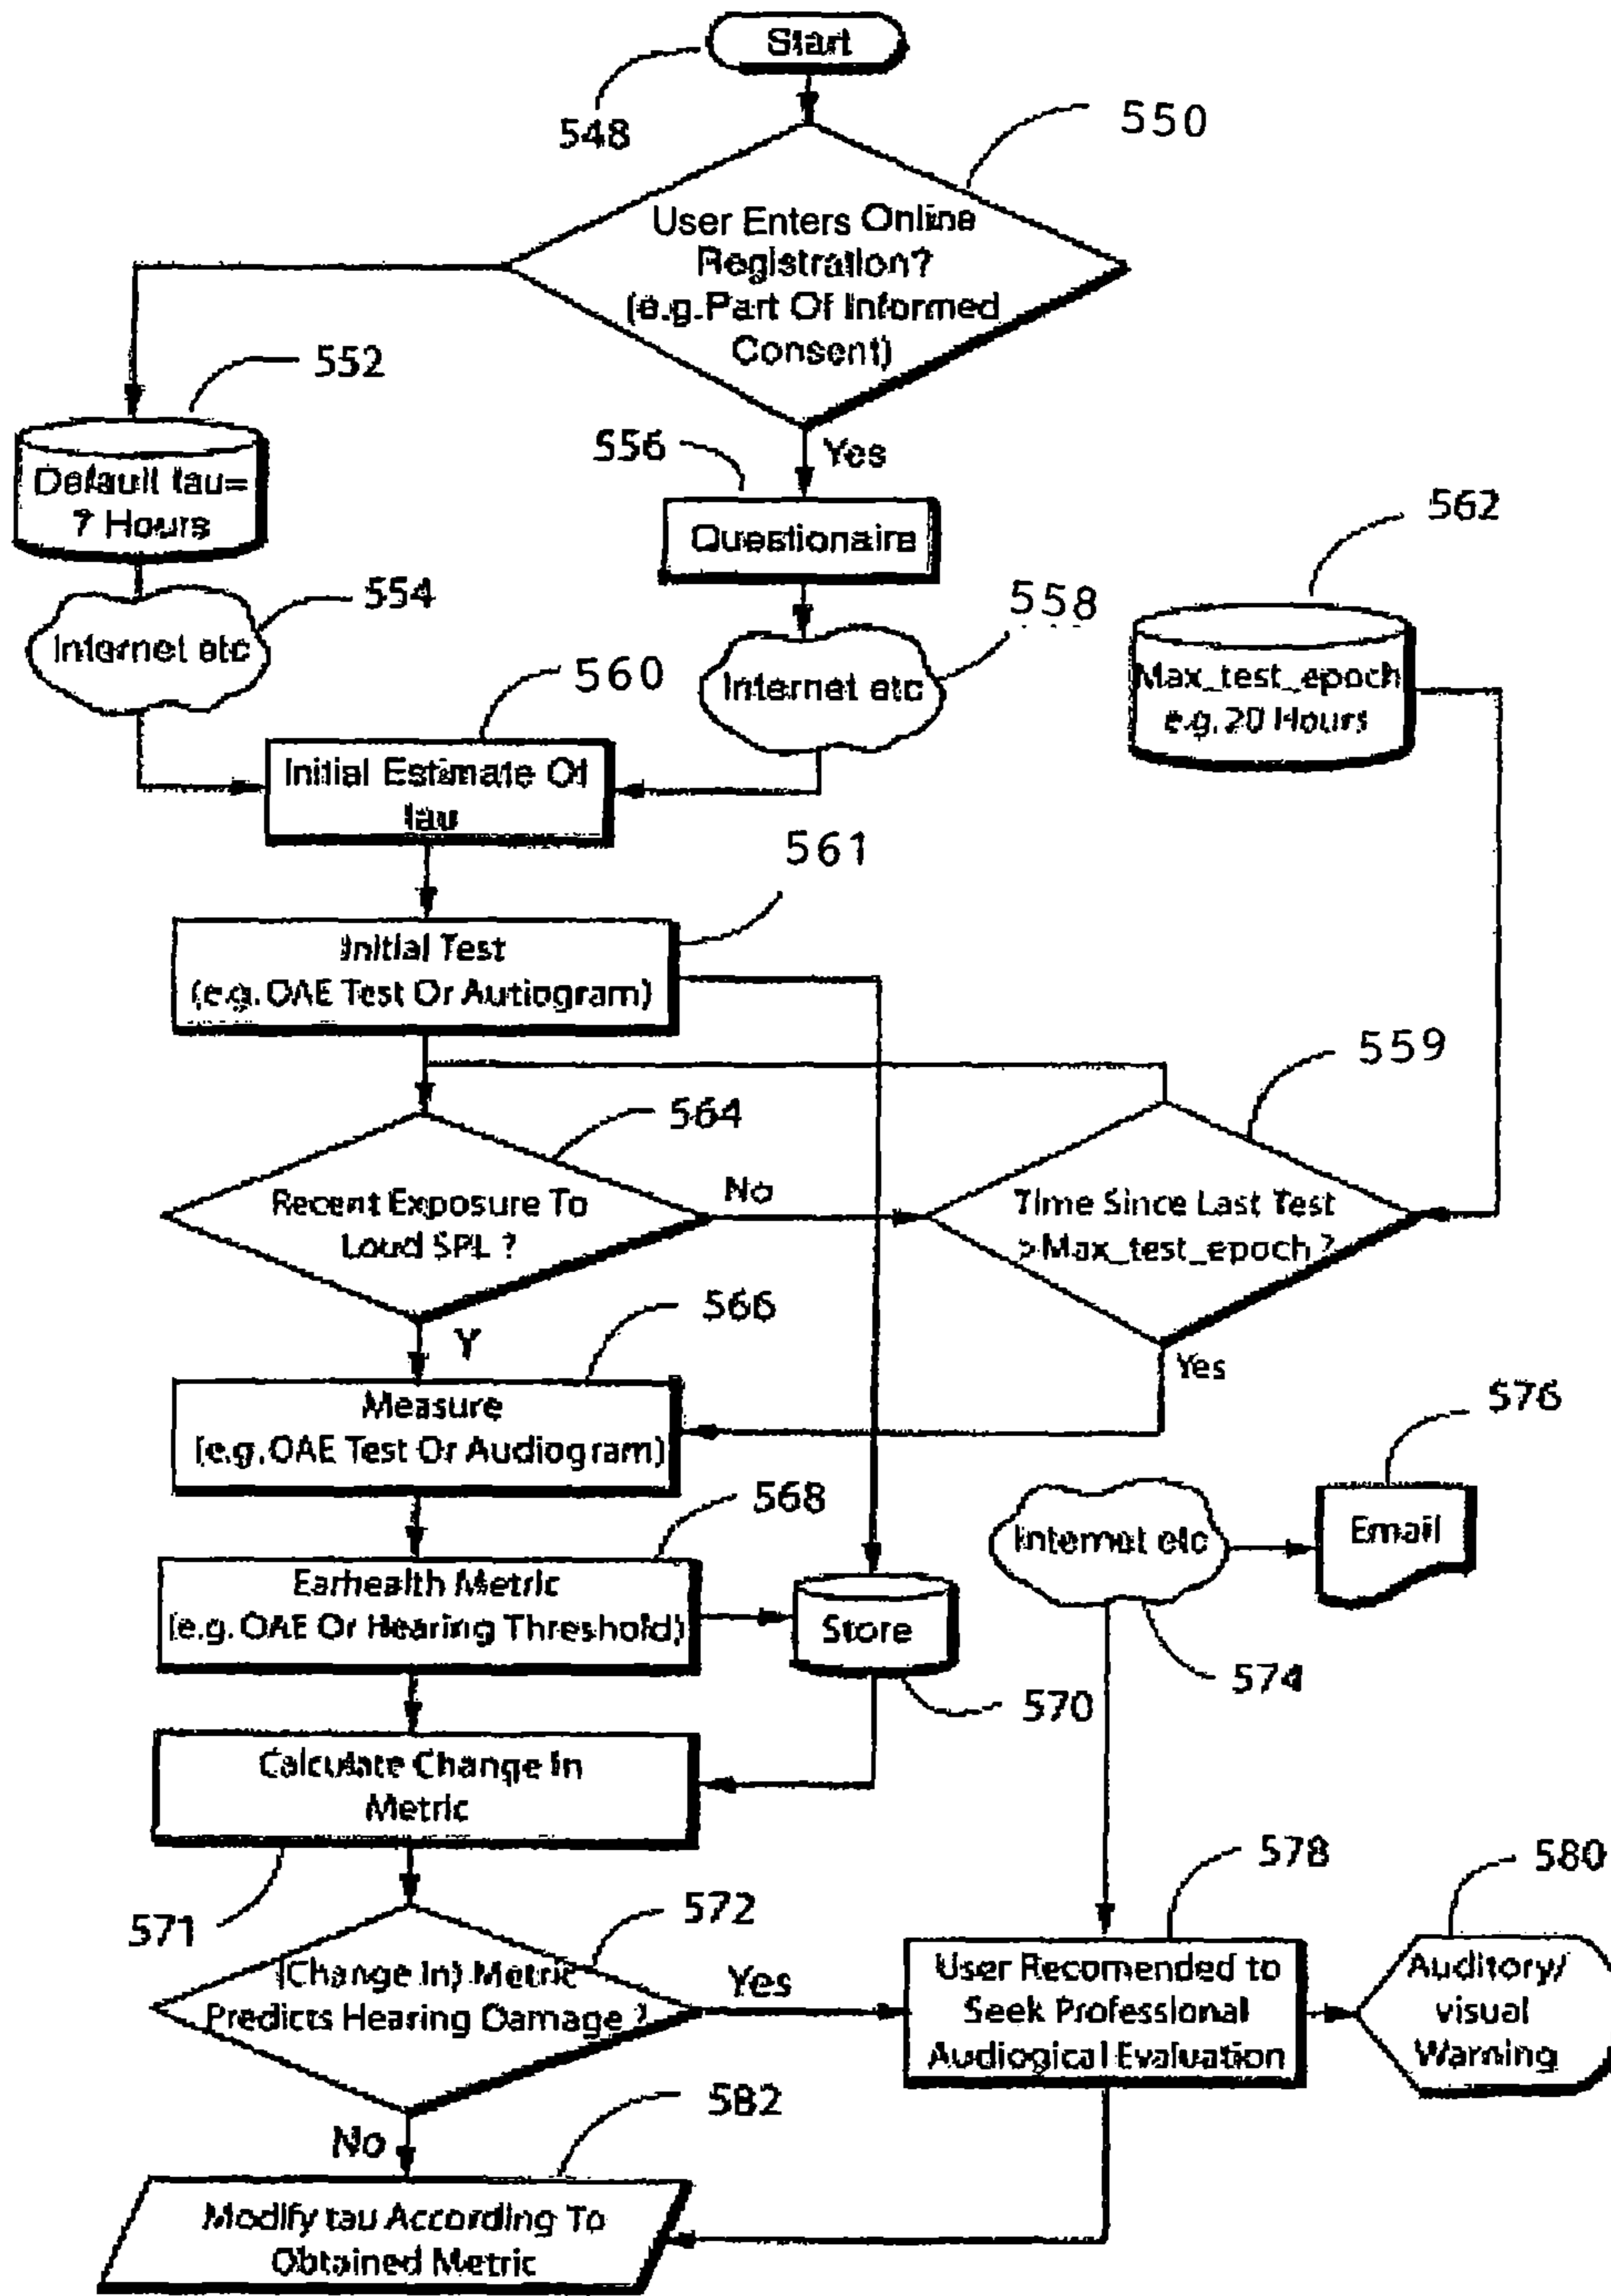 Start
548
550
User Enters Online
Registration?
(e.g. Part Of Informed
Consent)
552
Default tau=
7 Hours
556
Yes
Questionaire
562
554
Internet etc
558
Internet etc
Max_test_epoch
e.g. 20 Hours
560
Initial Estimate Of
tau
561
Initial Test
(e.g. OAE Test Or Autiogram)
559
564
Recent Exposure To
Loud SPL ?
No
Time Since Last Test
>Max_test_epoch ?
566
Y
Yes
Measure
(e.g. OAE Test Or Audiogram)
576
568
Internet etc
Email
Earhealth Metric
(e.g. OAE Or Hearing Threshold)
Store
574
570
Calculate Change In
Metric
571
572
578
580
(Change In) Metric
Predicts Hearing Damage ?
Yes
User Recomended to
Seek Professional
Audiogical Evaluation
Auditory/
visual
Warning
582
No
Modify tau According To
Obtained Metric